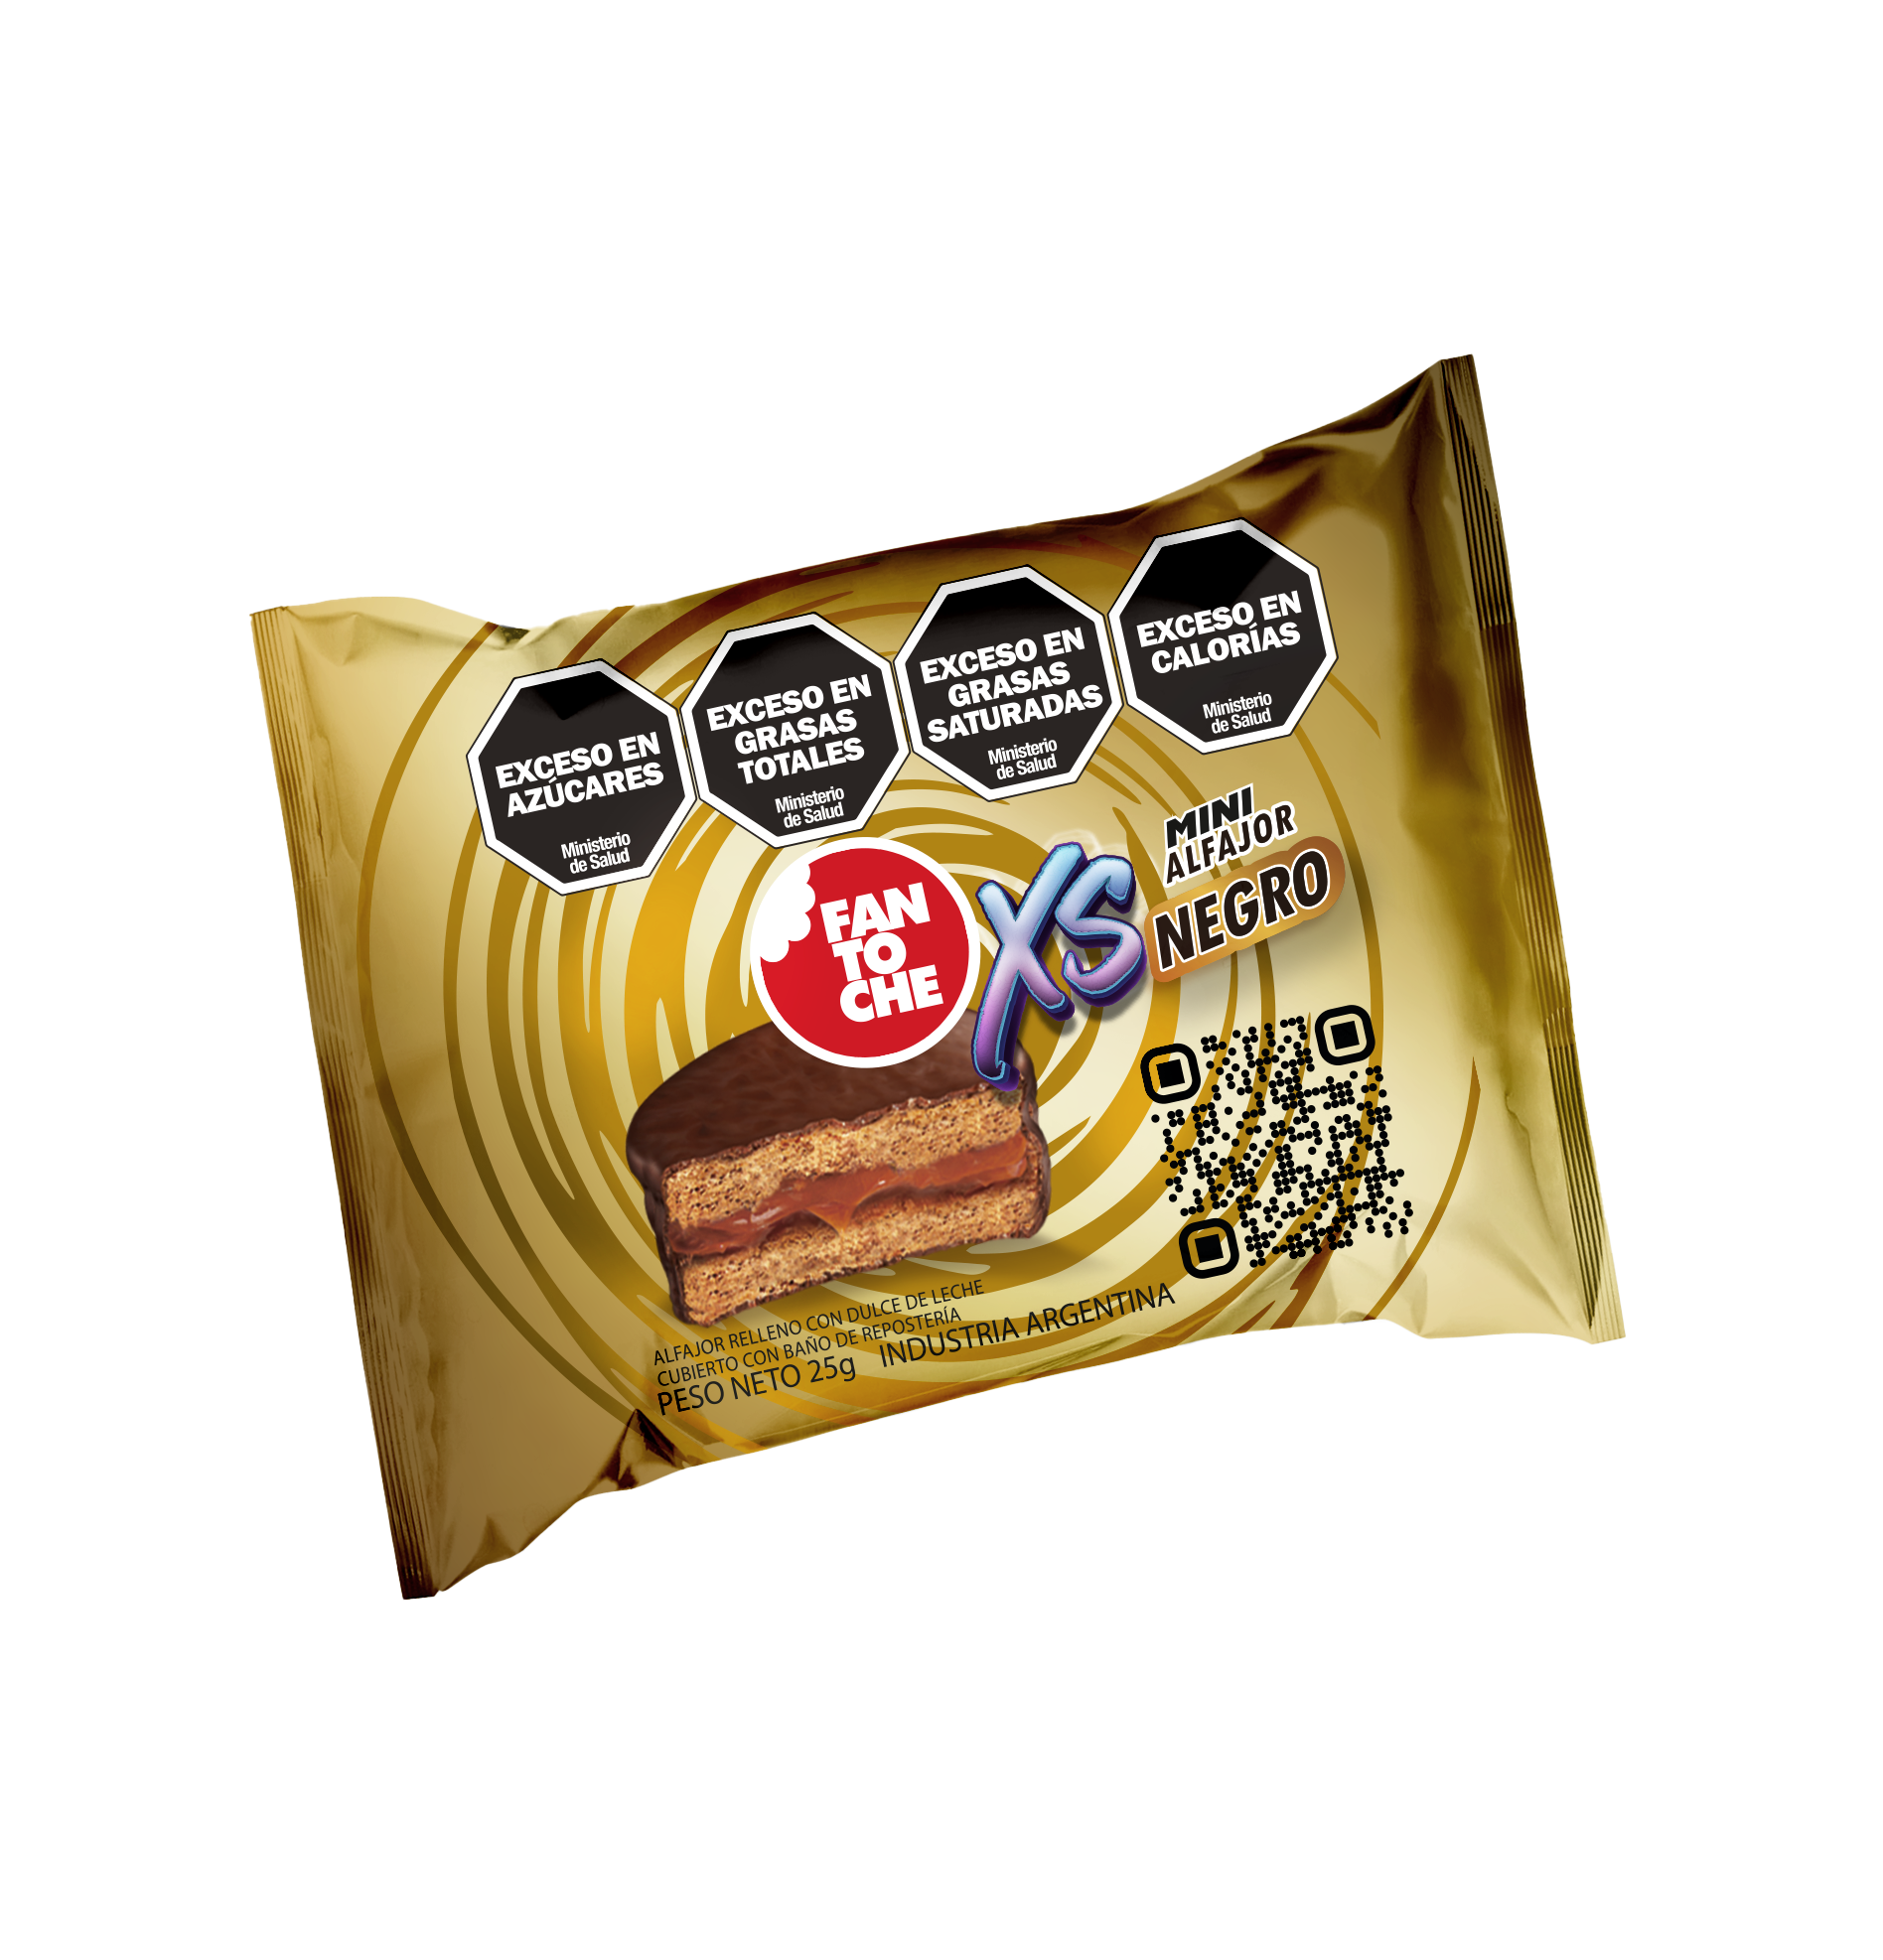 EXCESO EN
AZÚCARES
Ministerio
de Salud
EXCESO EN
GRASAS
TOTALES
Ministerio
de Salud
EXCESO EN
GRASAS
SATURADAS
Ministerio
de Salud
EXCESO EN
CALORÍAS
Ministerio
de Salud
FAN
TO
CHE
XS
MINI
ALFAJOR
NEGRO
ALFAJOR RELLENO CON DULCE DE LECHE
CUBIERTO CON BAÑO DE REPOSTERÍA
PESO NETO 25g INDUSTRIA ARGENTINA